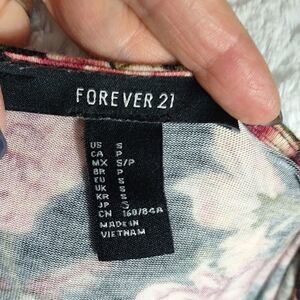 FOREVER 21
US S
CA P
MX S/P
BR P
EU S
UK S
KR S
JP S
CN 160/84A
MADE IN
VIETNAM